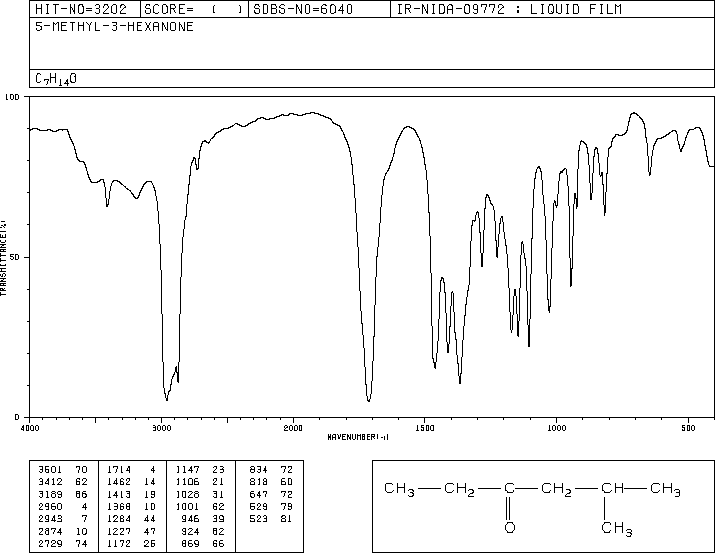 HIT-NO=3202 SCORE= ( ) SDBS-NO=6040 IR-NIDA-09772 : LIQUID FILM
5-METHYL-3-HEXANONE
C7H14O
100
50
0
TRANSMITTANCE(%)
4000 3000 2000 1500 1000 500
WAVENUMBER(-1)
3412 62 1462 14 1106 21 818 60
3189 66 1413 19 1028 31 647 72
2960 4 1368 10 1001 62 529 79
2943 7 1284 44 946 39 523 81
2874 10 1227 47 924 62
2729 74 1172 26 869 66
3601 70 1714 4 1147 23 834 72
CH3 CH2 C CH2 CH CH3
O CH3